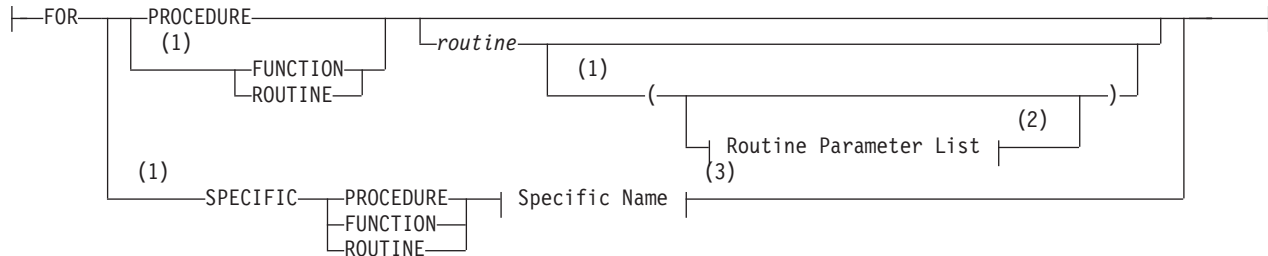 FOR PROCEDURE
routine
(1)
(1)
FUNCTION
ROUTINE
( )
(2)
Routine Parameter List
(1)
(3)
SPECIFIC PROCEDURE Specific Name
FUNCTION
ROUTINE